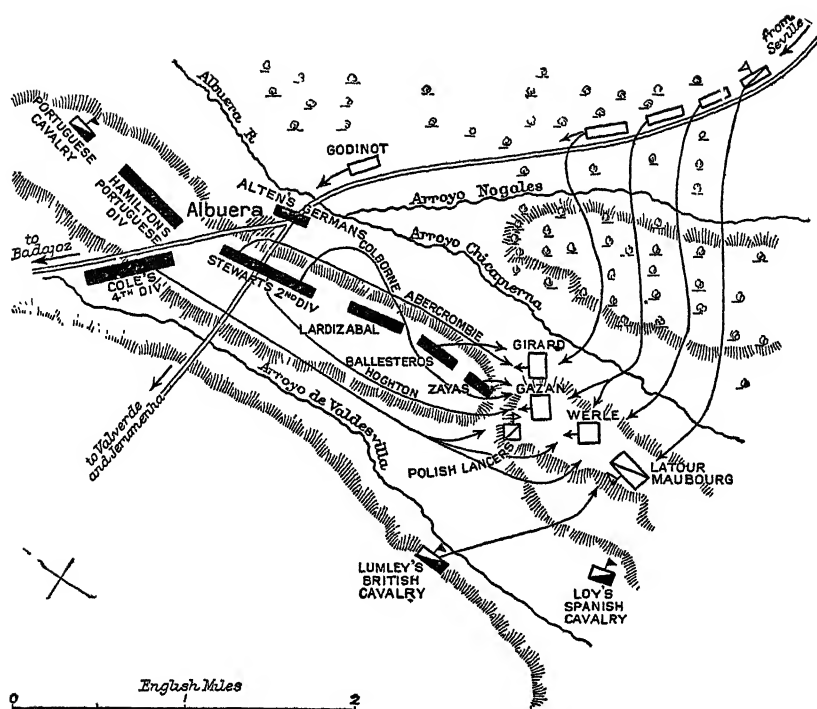 from
Seville
Albuera R.
PORTUGUESE
CAVALRY
GODINOT
HAMILTONS
PORTUGUESE
DIV
Albuera
ALTEN'S GERMANS
Arroyo Nogales
Arroyo Chicapierna
to
Badajoz
COLE'S
4TH DIV
STEWARTS 2ND DIV
COLBORNE
ABERCROMBIE
LARDIZABAL
GIRARD
BALLESTEROS
HOGHTON
ZAYAS
GAZAN
WERLE
Arroyo de Valdesvilla
to Valverde
and Jerumenha
POLISH LANCERS
LATOUR
MAUBOURG
LUMLEY'S
BRITISH
CAVALRY
LOY'S
SPANISH
CAVALRY
English Miles
0 1 2